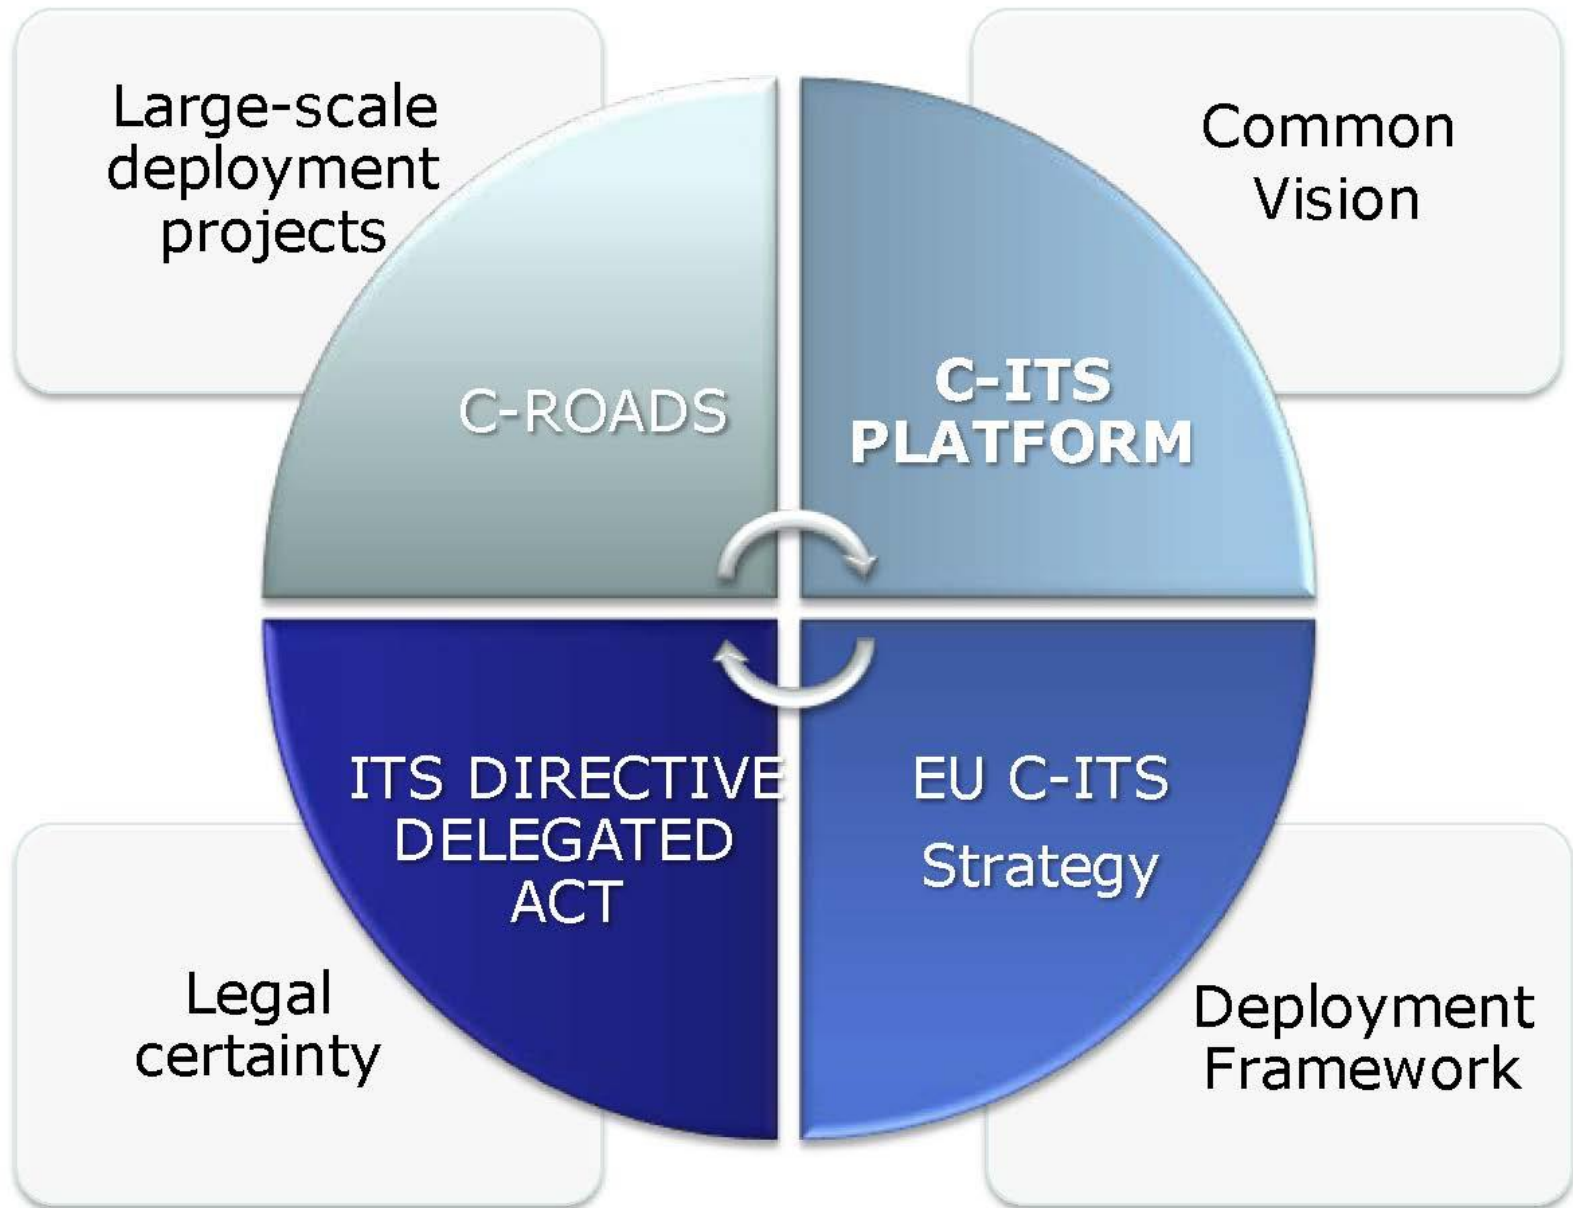 Large-scale
deployment
projects
Common
Vision
C-ROADS
C-ITS
PLATFORM
ITS DIRECTIVE
DELEGATED
ACT
EU C-ITS
Strategy
Legal
certainty
Deployment
Framework